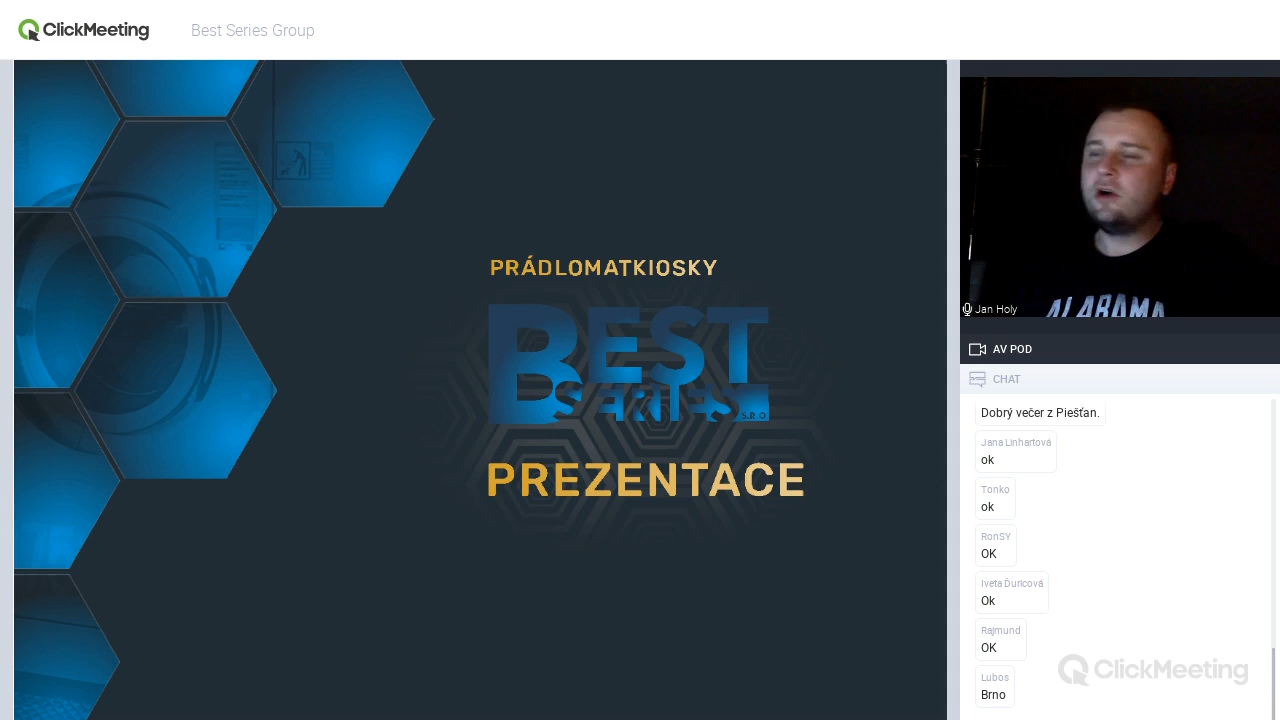 ClickMeeting
Best Series Group
PRÁDLOMATKIOSKY
BEST
SERIES
S.R.O
PREZENTACE
ALABAMA
Jan Holy
AV POD
CHAT
Dobrý večer z Piešťan.
Jana Linhartová
ok
Tonko
ok
RonSY
OK
Iveta Ďuricová
Ok
Rajmund
OK
Lubos
Brno
ClickMeeting